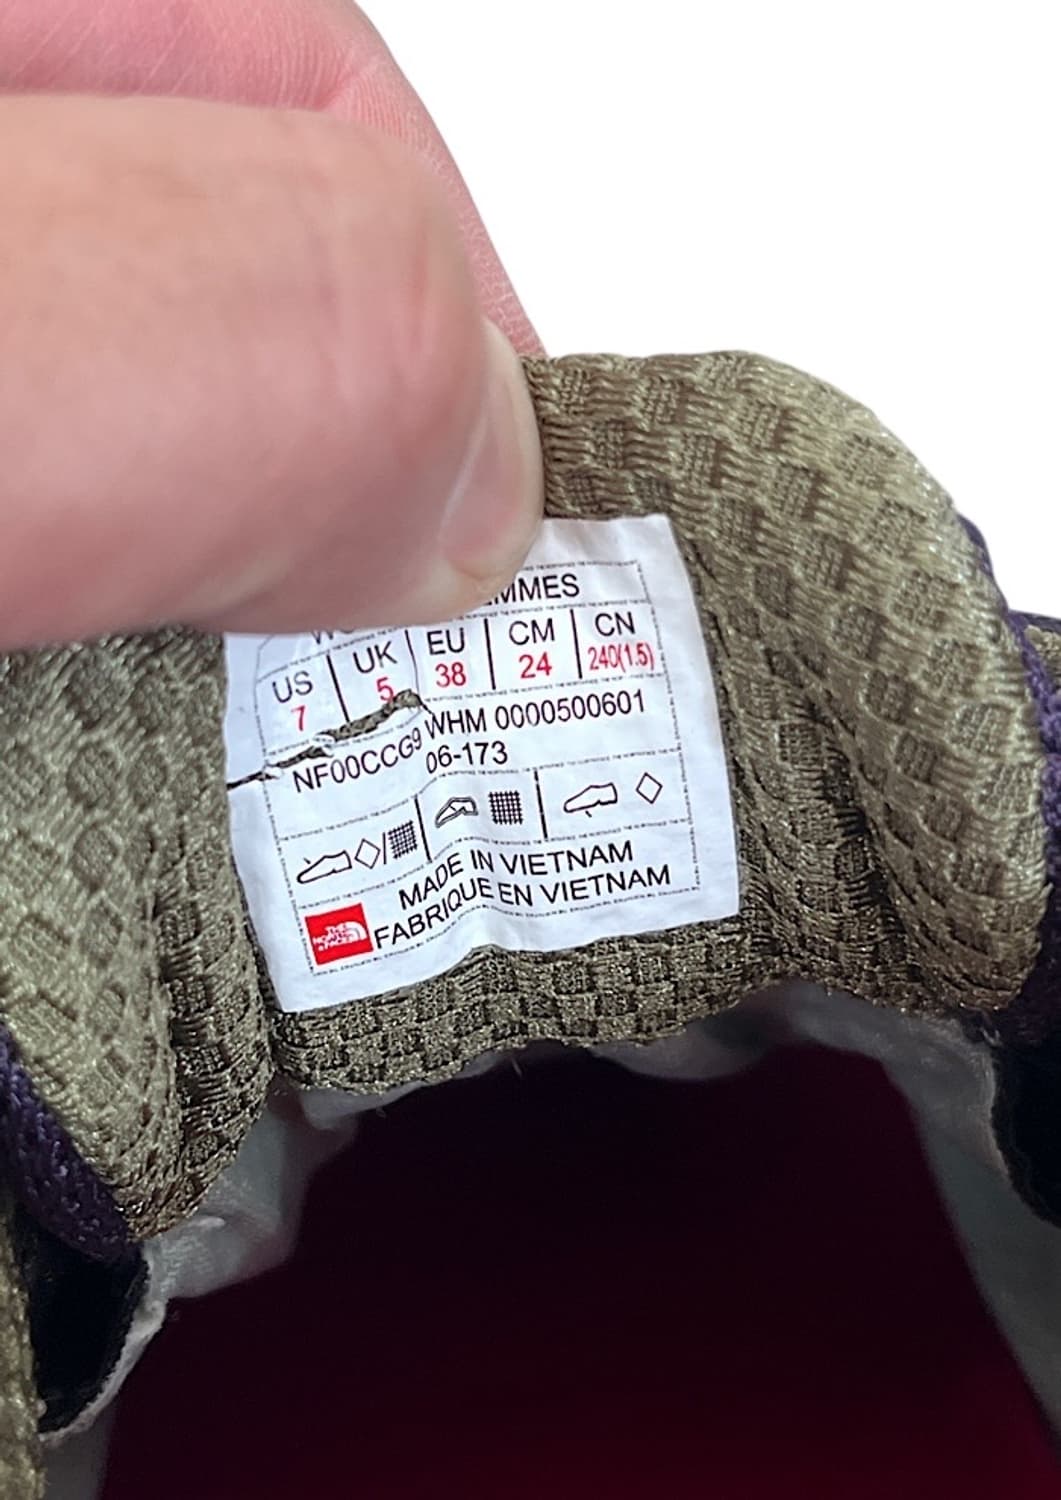 MMES
US UK EU CM CN
7 5 38 24 240(1.5)
NF00CCG9 WHM 0000500601
06-173
MADE IN VIETNAM
FABRIQUE EN VIETNAM
THE NORTH FACE